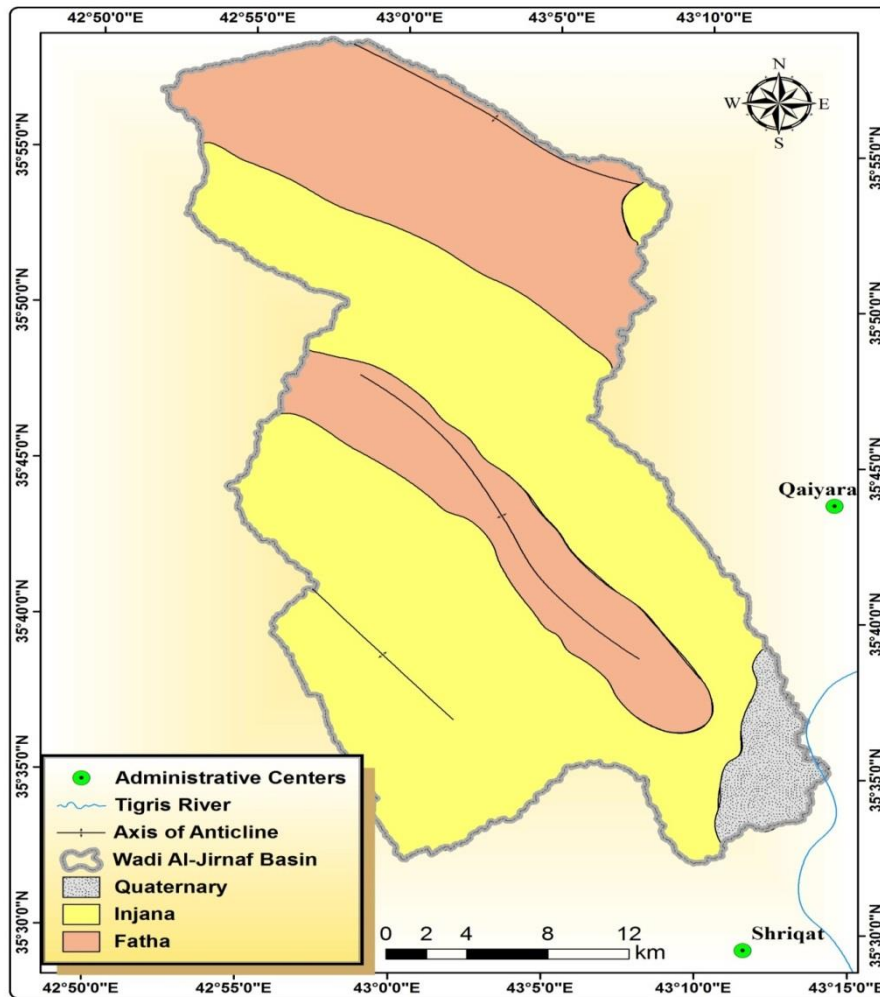 42°50'0"E 42°55'0"E 43°0'0"E 43°5'0"E 43°10'0"E
N
W E
S
35°55'0"N 35°55'0"N
35°50'0"N 35°50'0"N
35°45'0"N 35°45'0"N
Qaiyara
35°40'0"N 35°40'0"N
35°35'0"N 35°35'0"N
Administrative Centers
Tigris River
Axis of Anticline
Wadi Al-Jirnaf Basin
Quaternary
Injana
Fatha
35°30'0"N 35°30'0"N
0 2 4 8 12
km
Shriqat
42°50'0"E 42°55'0"E 43°0'0"E 43°5'0"E 43°10'0"E 43°15'0"E